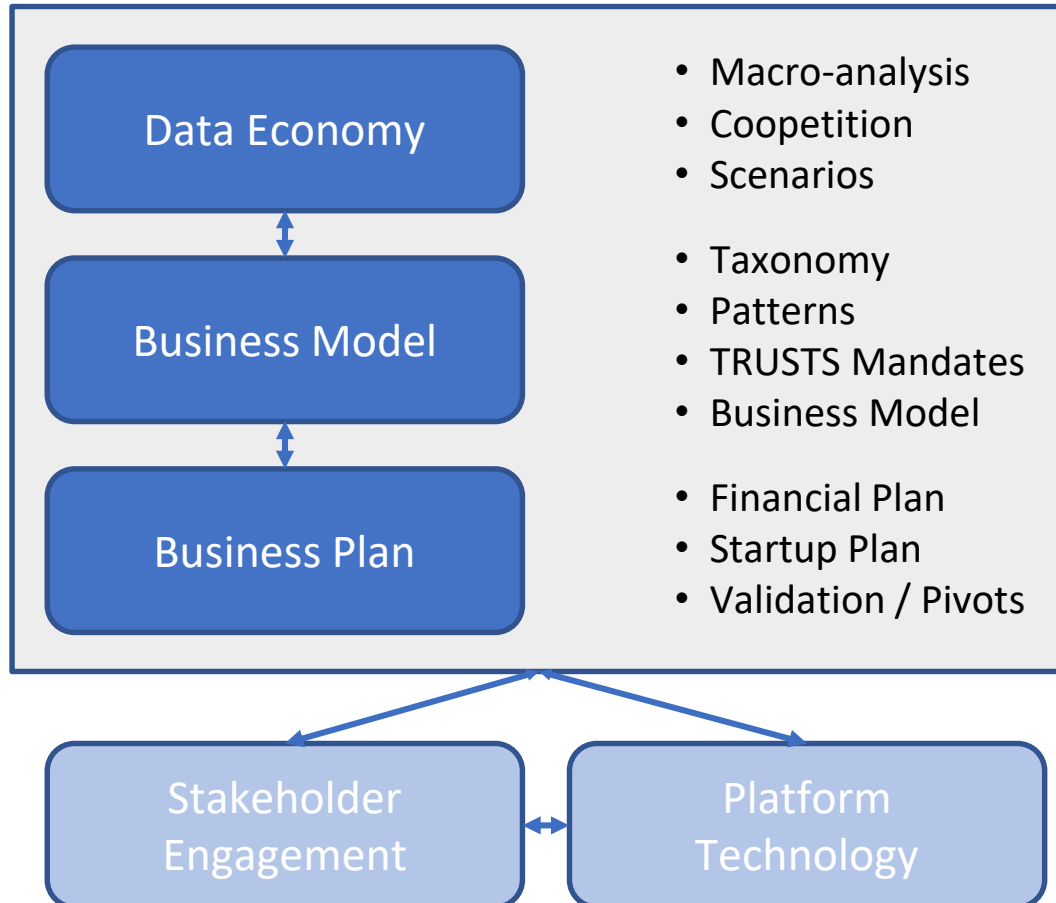 Data Economy
• Macro-analysis
• Coopetition
• Scenarios
Business Model
• Taxonomy
• Patterns
• TRUSTS Mandates
• Business Model
Business Plan
• Financial Plan
• Startup Plan
• Validation / Pivots
Stakeholder
Engagement
Platform
Technology